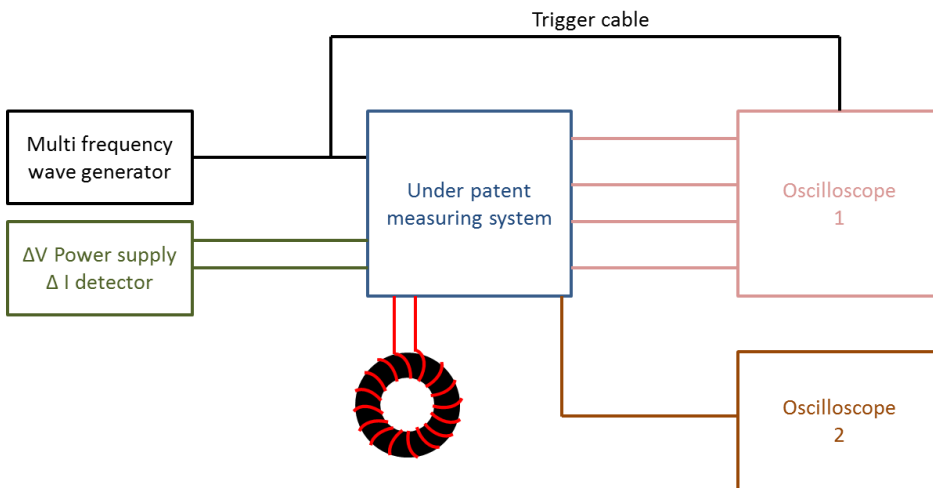 Trigger cable
Multi frequency
wave generator
Under patent
measuring system
Oscilloscope
1
ΔV Power supply
Δ I detector
Oscilloscope
2